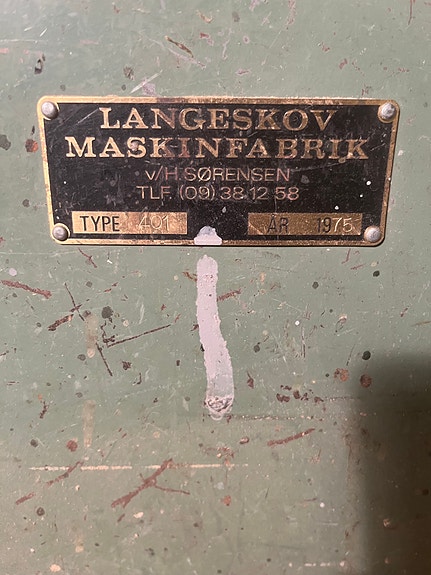 LANGESKOV
MASKINFABRIK
v/H.SØRENSEN
TLF (09) 38 12 58
TYPE 401 ÅR 1975